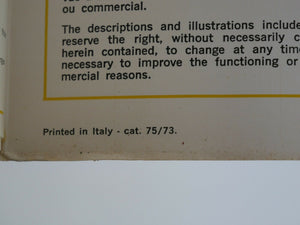 ou commercial.
The descriptions and illustrations include
reserve the right, without necessarily c
herein contained, to change at any time
necessary to improve the functioning or
mercial reasons.
Printed in Italy - cat. 75/73.